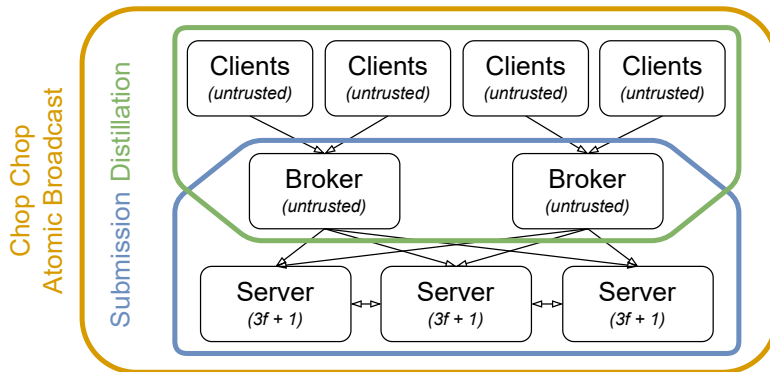 Chop Chop
Atomic Broadcast
Submission Distillation
Clients
(untrusted)
Clients
(untrusted)
Clients
(untrusted)
Clients
(untrusted)
Broker
(untrusted)
Broker
(untrusted)
Server
(3f + 1)
Server
(3f + 1)
Server
(3f + 1)